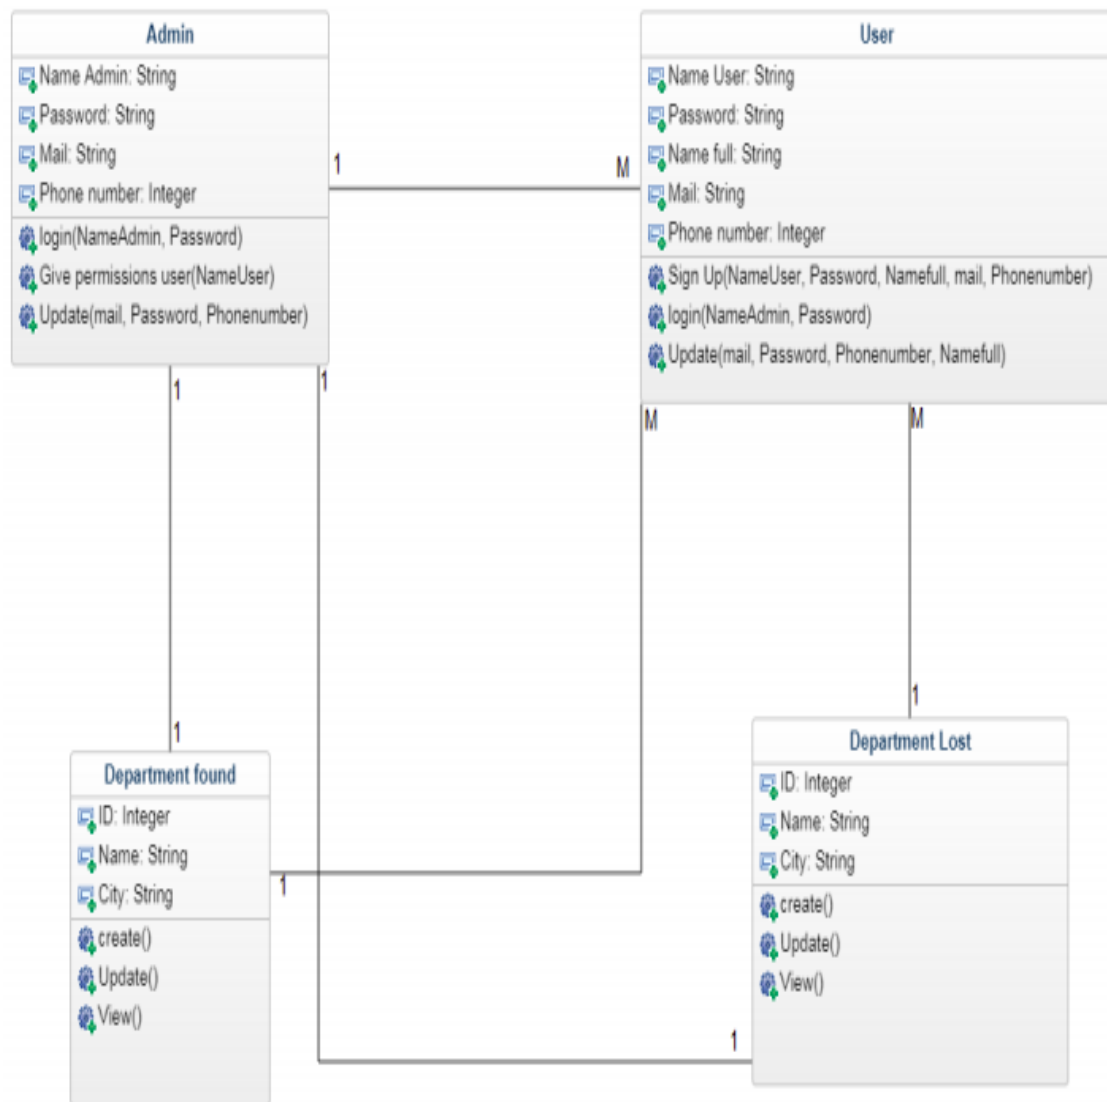 Admin
Name Admin: String
Password: String
Mail: String
Phone number: Integer
login(NameAdmin, Password)
Give permissions user(NameUser)
Update(mail, Password, Phonenumber)
User
Name User: String
Password: String
Name full: String
Mail: String
Phone number: Integer
Sign Up(NameUser, Password, Namefull, mail, Phonenumber)
login(NameAdmin, Password)
Update(mail, Password, Phonenumber, Namefull)
1
M
1
1
M
M
1
1
Department found
ID: Integer
Name: String
City: String
create()
Update()
View()
1
Department Lost
ID: Integer
Name: String
City: String
create()
Update()
View()
1